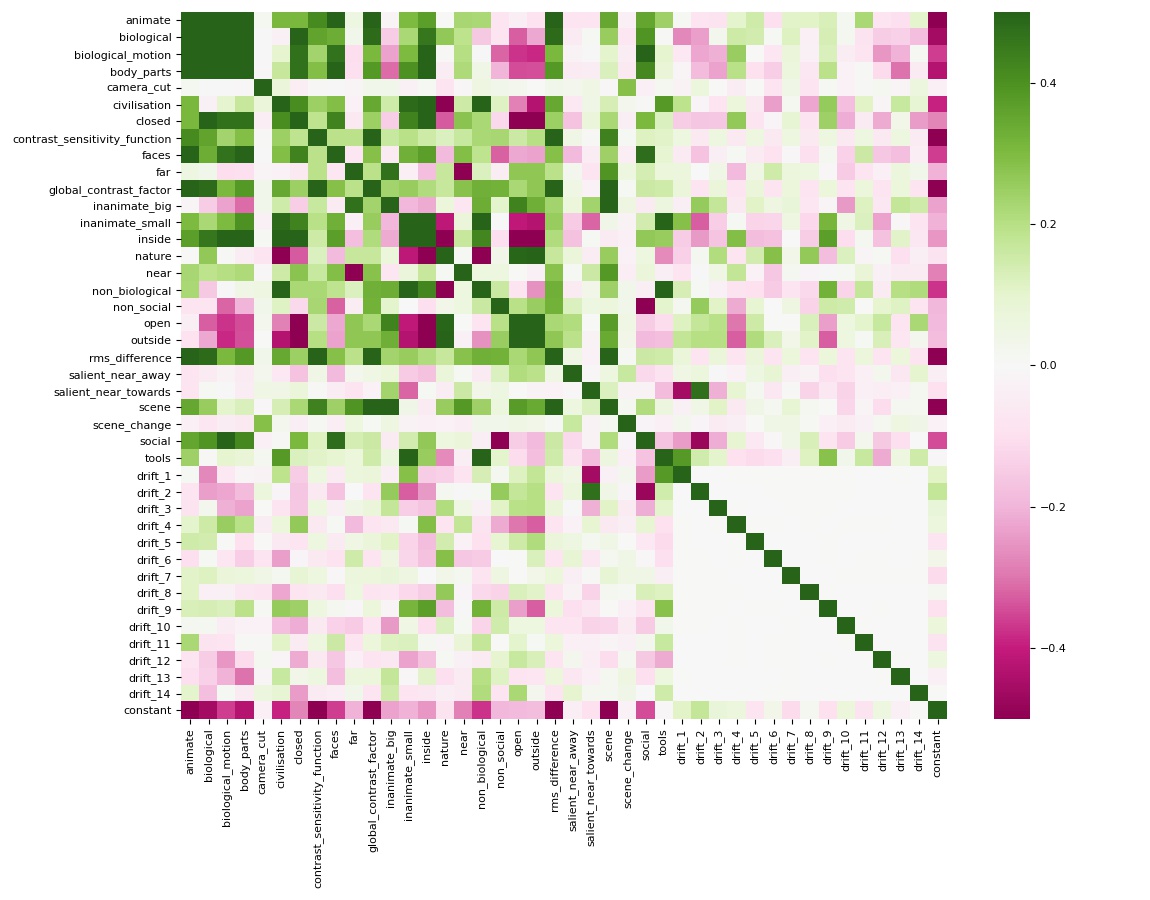 animate
biological
biological_motion
body_parts
camera_cut
civilisation
closed
contrast_sensitivity_function
faces
far
global_contrast_factor
inanimate_big
inanimate_small
inside
nature
near
non_biological
non_social
open
outside
rms_difference
salient_near_away
salient_near_towards
scene
scene_change
social
tools
drift_1
drift_2
drift_3
drift_4
drift_5
drift_6
drift_7
drift_8
drift_9
drift_10
drift_11
drift_12
drift_13
drift_14
constant
animate
biological
biological_motion
body_parts
camera_cut
civilisation
closed
contrast_sensitivity_function
faces
far
global_contrast_factor
inanimate_big
inanimate_small
inside
nature
near
non_biological
non_social
open
outside
rms_difference
salient_near_away
salient_near_towards
scene
scene_change
social
tools
drift_1
drift_2
drift_3
drift_4
drift_5
drift_6
drift_7
drift_8
drift_9
drift_10
drift_11
drift_12
drift_13
drift_14
constant
0.4
0.2
0.0
−0.2
−0.4